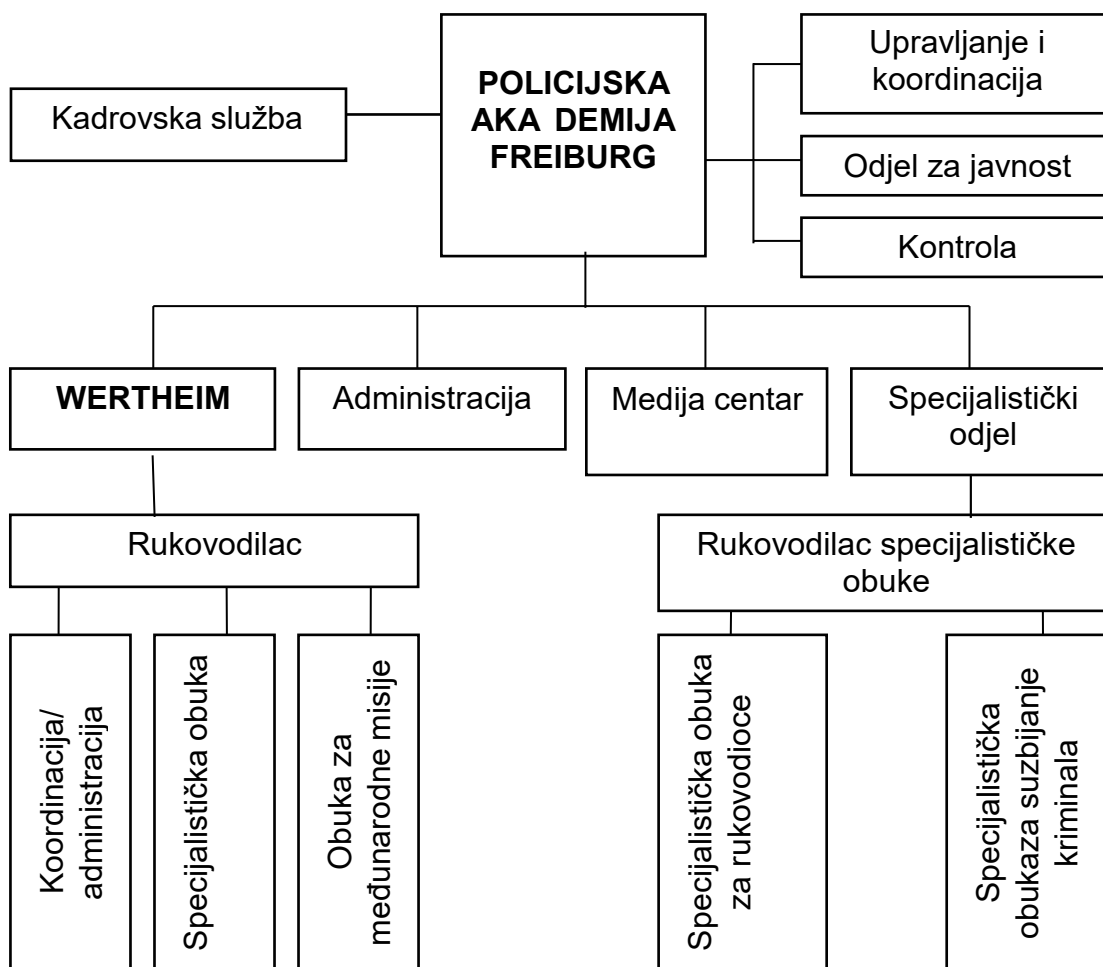 Kadrovska služba
POLICIJSKA
AKA DEMIJA
FREIBURG
Upravljanje i
koordinacija
Odjel za javnost
Kontrola
WERTHEIM
Administracija
Medija centar
Specijalistički
odjel
Rukovodilac
Rukovodilac specijalističke
obuke
Koordinacija/
administracija
Specijalistička obuka
Obuka za
međunarodne misije
Specijalistička obuka
za rukovodioce
Specijalistička
obukaza suzbijanje
kriminala